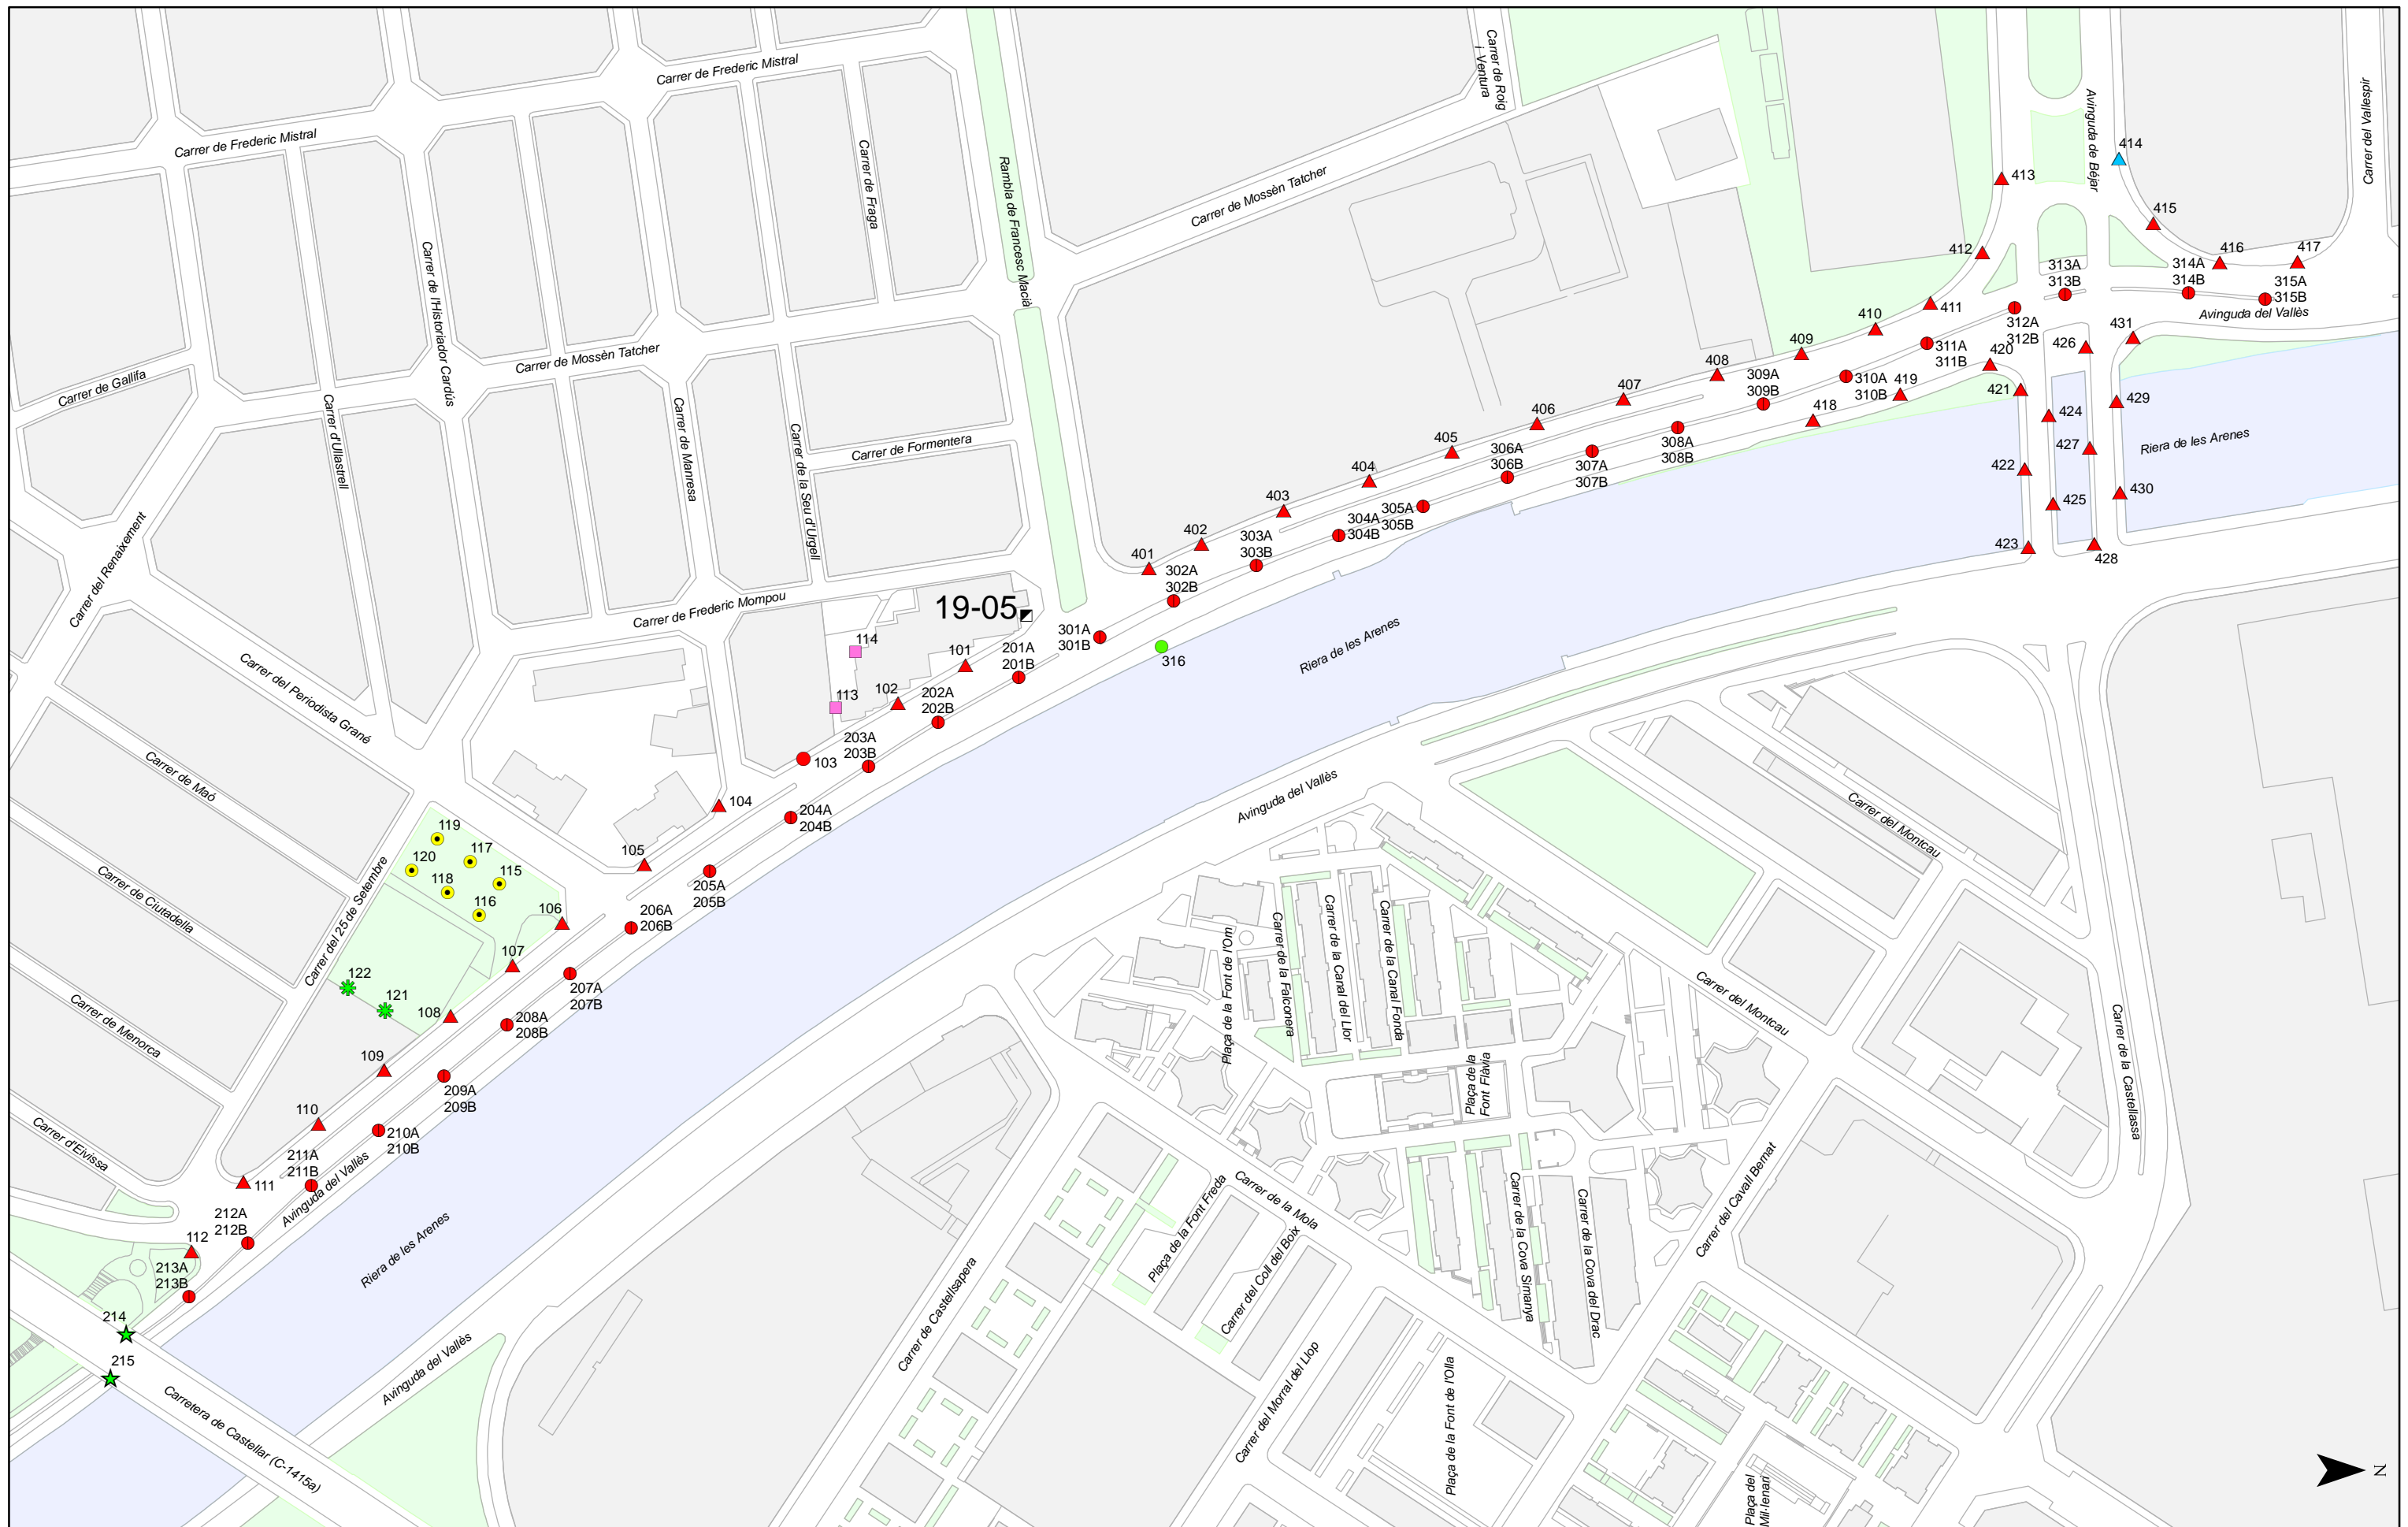 Carrer de Frederic Mistral
Carrer de Roig
i Ventura
Carrer de Frederic Mistral
Carrer de Fraga
Rambla de Francesc Macià
Carrer de Mossèn Tatcher
Avinguda de Béjar
Carrer del Vallespir
414
413
415
412
416
417
313A
313B
314A
314B
315A
315B
Avinguda del Vallès
Carrer de l'Historiador Cardús
Carrer de Mossèn Tatcher
Carrer de Gallifa
Carrer d'Ullastrell
Carrer de Manresa
Carrer de la Seu d'Urgell
Carrer de Formentera
411
410
409
408
407
406
405
404
403
402
401
312A
312B
311A
311B
310A
310B
309A
309B
308A
308B
307A
307B
306A
306B
305A
305B
304A
304B
303A
303B
302A
302B
301A
301B
418
419
420
421
422
423
424
425
426
427
428
429
430
431
Riera de les Arenes
Carrer del Renaixement
Carrer de Frederic Mompou
19-05
114
113
101
102
103
104
105
201A
201B
202A
202B
203A
203B
204A
204B
205A
205B
206A
206B
316
Riera de les Arenes
Carrer del Periodista Grané
Carrer de Maó
Carrer de Ciutadella
Carrer de Menorca
Carrer d'Eivissa
Carrer del 25 de Setembre
119
117
120
115
118
116
106
107
122
121
108
109
110
111
112
207A
207B
208A
208B
209A
209B
210A
210B
211A
211B
212A
212B
213A
213B
214
215
Avinguda del Vallès
Riera de les Arenes
Avinguda del Vallès
Carretera de Castellar (C-1415a)
Avinguda del Vallès
Carrer del Montcau
Plaça de la Font de l'Om
Carrer de la Falconera
Carrer de la Canal del Llor
Carrer de la Canal Fonda
Carrer del Montcau
Plaça de la
Font Flàvia
Carrer de la Castellassa
Carrer de la Mola
Plaça de la Font Freda
Carrer del Coll del Boix
Carrer de Castellsapera
Carrer de la Cova Simanya
Carrer de la Cova del Drac
Carrer del Cavall Bernat
Carrer del Morral del Llop
Plaça de la Font de l'Olla
Plaça del
Mil·lenari
N